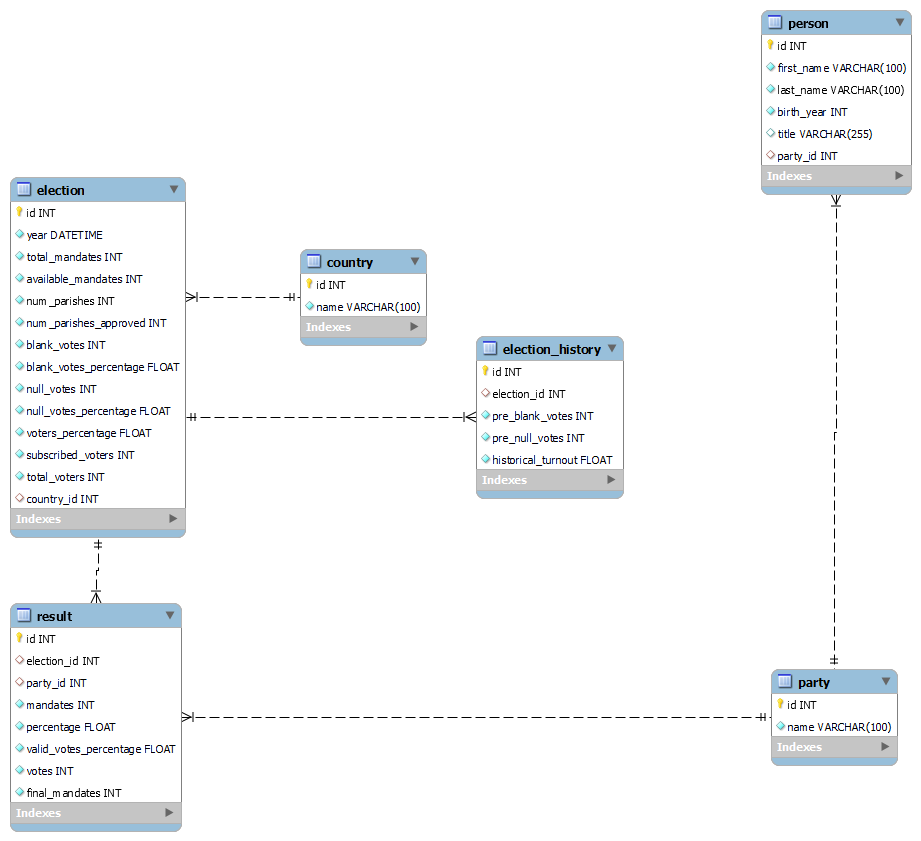 person
id INT
first_name VARCHAR(100)
last_name VARCHAR(100)
birth_year INT
title VARCHAR(255)
party_id INT
Indexes
election
id INT
year DATETIME
total_mandates INT
available_mandates INT
num_parishes INT
num_parishes_approved INT
blank_votes INT
blank_votes_percentage FLOAT
null_votes INT
null_votes_percentage FLOAT
voters_percentage FLOAT
subscribed_voters INT
total_voters INT
country_id INT
Indexes
country
id INT
name VARCHAR(100)
Indexes
election_history
id INT
election_id INT
pre_blank_votes INT
pre_null_votes INT
historical_turnout FLOAT
Indexes
result
id INT
election_id INT
party_id INT
mandates INT
percentage FLOAT
valid_votes_percentage FLOAT
votes INT
final_mandates INT
Indexes
party
id INT
name VARCHAR(100)
Indexes